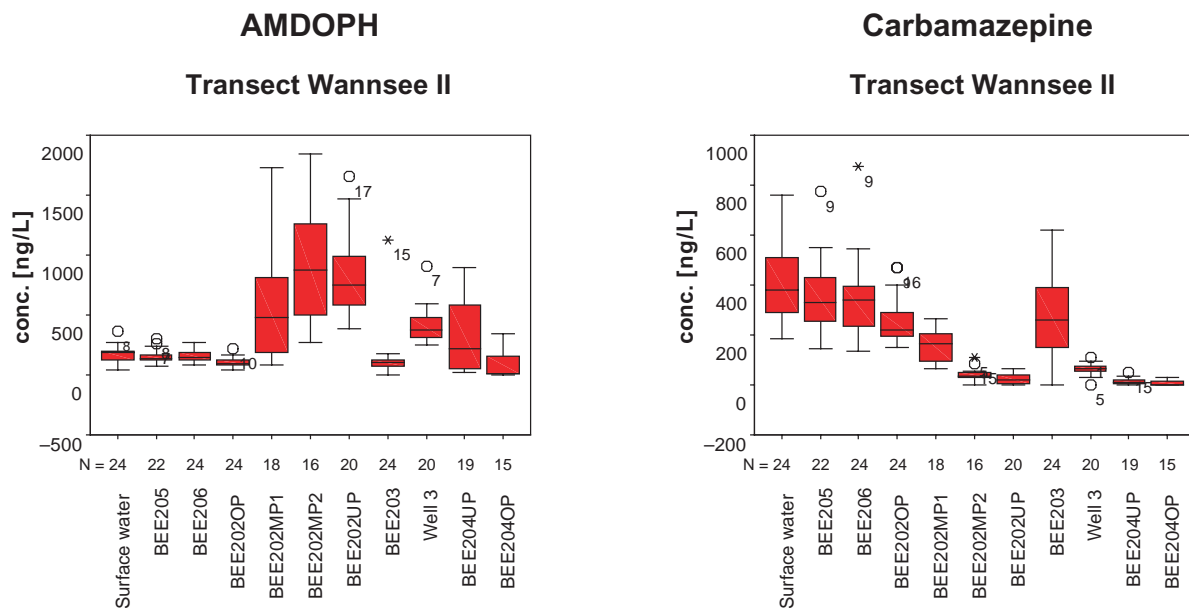 AMDOPH
Transect Wannsee II
conc. [ng/L]
2000
1500
1000
500
0
–500
8
8
7
10
17
15
7
N = 24 22 24 24 18 16 20 24 20 19 15
Surface water
BEE205
BEE206
BEE202OP
BEE202MP1
BEE202MP2
BEE202UP
BEE203
Well 3
BEE204UP
BEE204OP
Carbamazepine
Transect Wannsee II
conc. [ng/L]
1000
800
600
400
200
0
–200
9
9
16
15
5
15
N = 24 22 24 24 18 16 20 24 20 19 15
Surface water
BEE205
BEE206
BEE202OP
BEE202MP1
BEE202MP2
BEE202UP
BEE203
Well 3
BEE204UP
BEE204OP